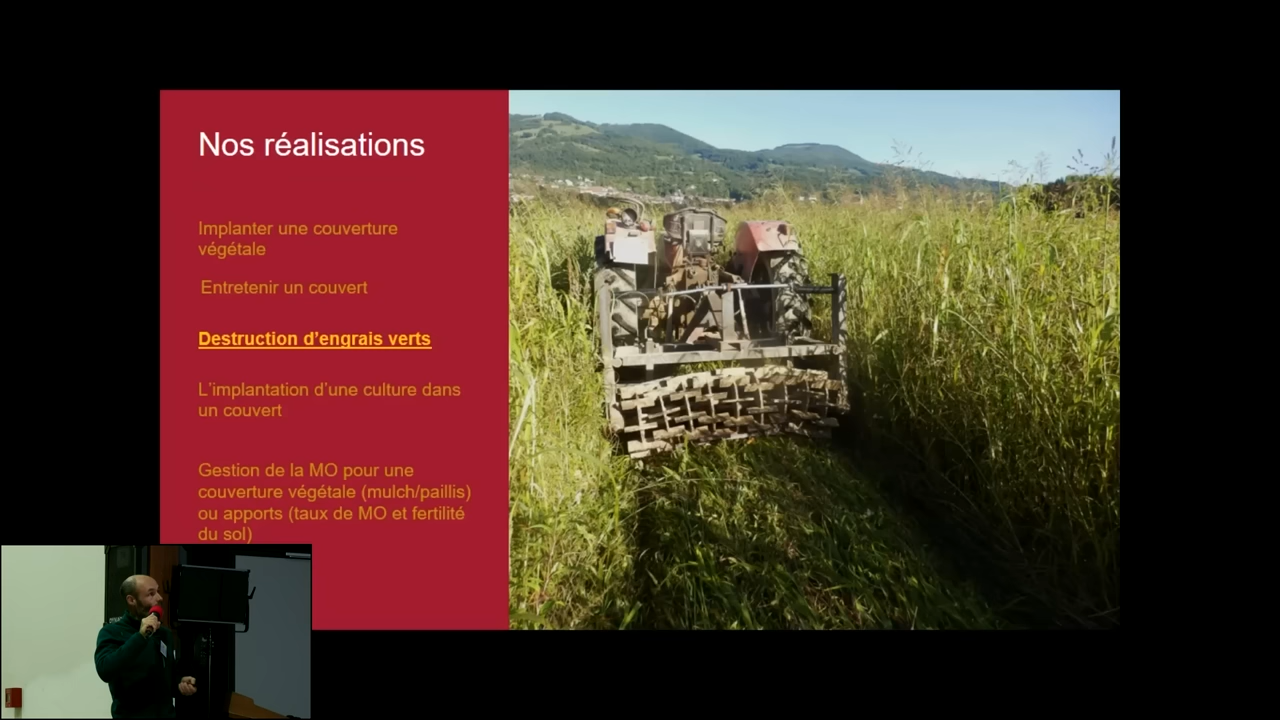 Nos réalisations
Implanter une couverture
végétale
Entretenir un couvert
Destruction d'engrais verts
L'implantation d'une culture dans
un couvert
Gestion de la MO pour une
couverture végétale (mulch/paillis)
ou apports (taux de MO et fertilité
du sol)